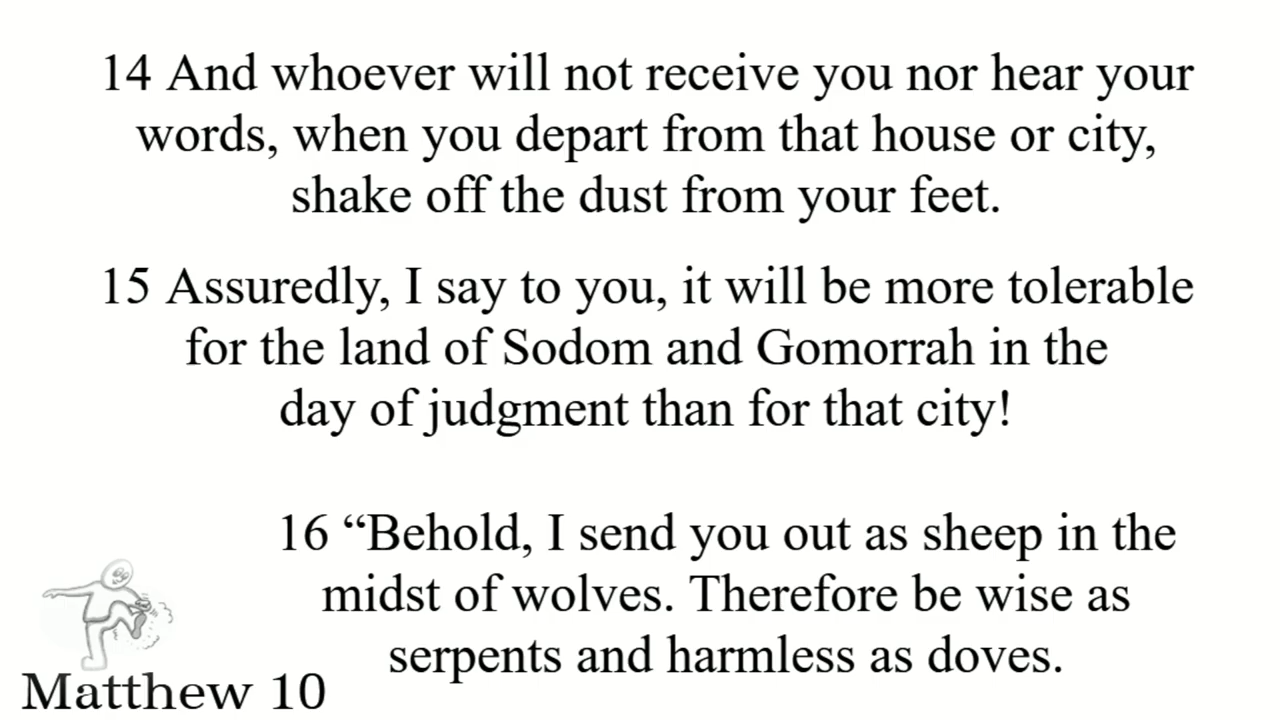 14 And whoever will not receive you nor hear your
words, when you depart from that house or city,
shake off the dust from your feet.
15 Assuredly, I say to you, it will be more tolerable
for the land of Sodom and Gomorrah in the
day of judgment than for that city!
16 “Behold, I send you out as sheep in the
midst of wolves. Therefore be wise as
serpents and harmless as doves.
Matthew 10